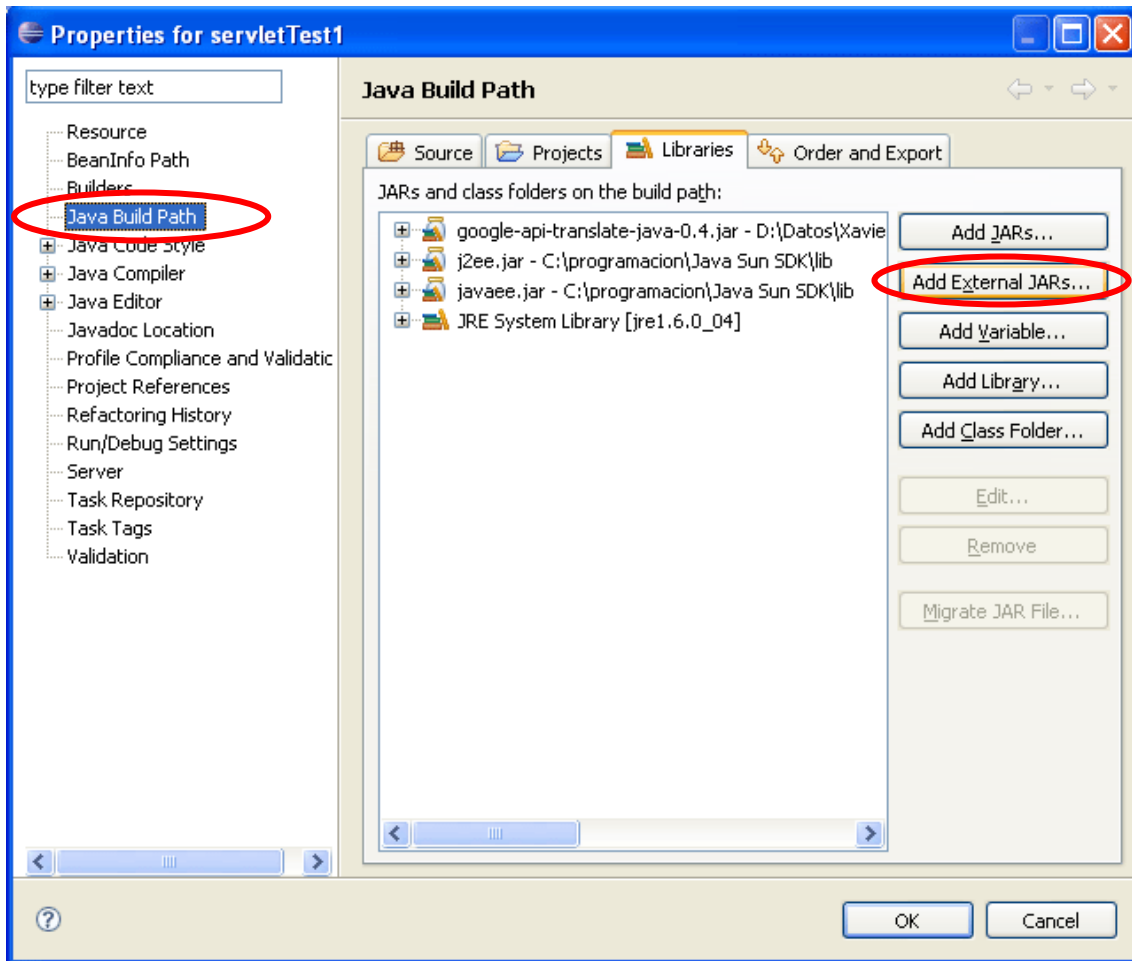 Properties for servletTest1
type filter text
Resource
BeanInfo Path
Builders
Java Build Path
Java Code Style
Java Compiler
Java Editor
Javadoc Location
Profile Compliance and Validatic
Project References
Refactoring History
Run/Debug Settings
Server
Task Repository
Task Tags
Validation
Java Build Path
Source
Projects
Libraries
Order and Export
JARs and class folders on the build path:
google-api-translate-java-0.4.jar - D:\Datos\Xavie
j2ee.jar - C:\programacion\Java Sun SDK\lib
javaee.jar - C:\programacion\Java Sun SDK\lib
JRE System Library [jre1.6.0_04]
Add JARs...
Add External JARs...
Add Variable...
Add Library...
Add Class Folder...
Edit...
Remove
Migrate JAR File...
OK
Cancel